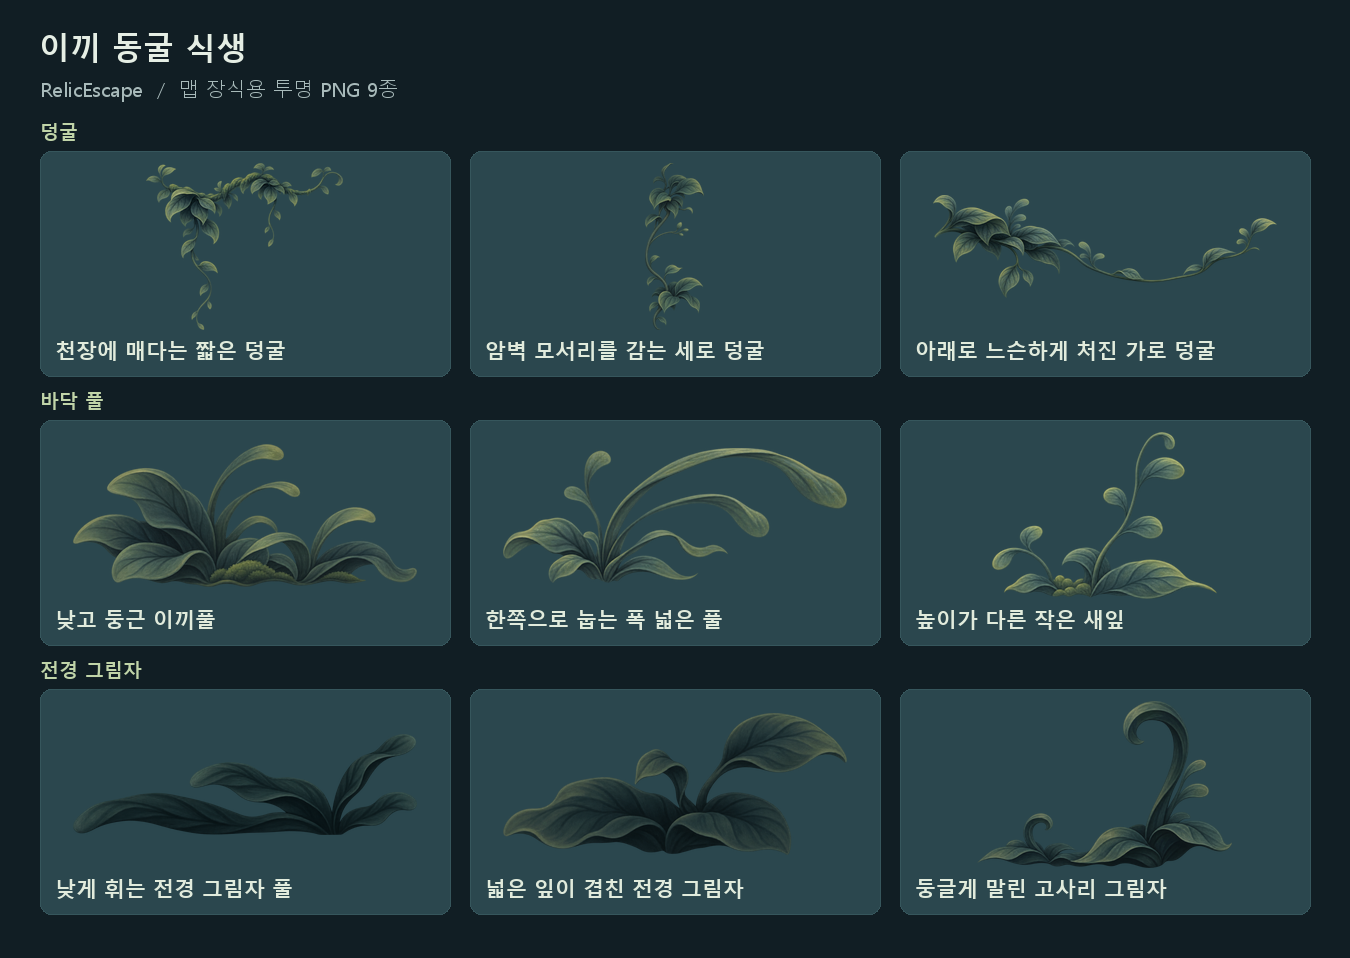 이끼 동굴 식생
RelicEscape / 맵 장식용 투명 PNG 9종
덩굴
천장에 매다는 짧은 덩굴
암벽 모서리를 감는 세로 덩굴
아래로 느슨하게 처진 가로 덩굴
바닥 풀
낮고 둥근 이끼풀
한쪽으로 눕는 폭 넓은 풀
높이가 다른 작은 새잎
전경 그림자
낮게 휘는 전경 그림자 풀
넓은 잎이 겹친 전경 그림자
둥글게 말린 고사리 그림자